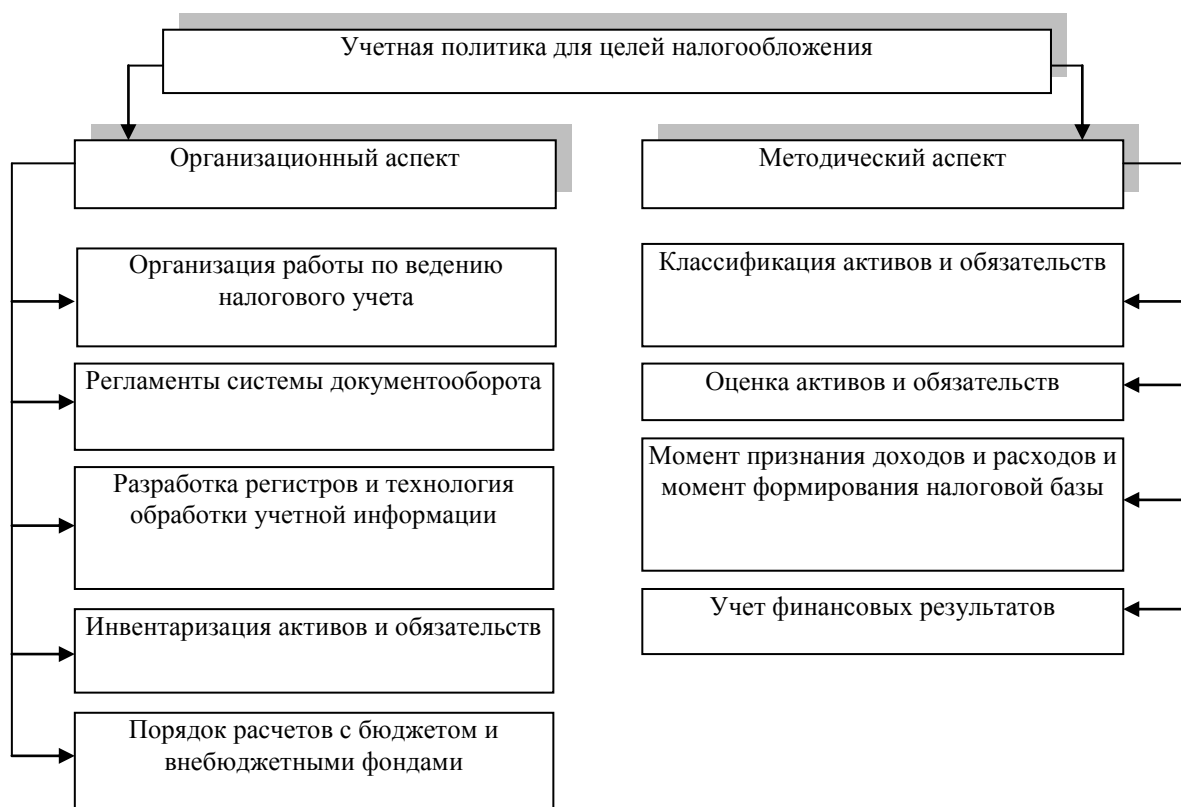 Учетная политика для целей налогообложения
Организационный аспект
Организация работы по ведению
налогового учета
Регламенты системы документооборота
Разработка регистров и технология
обработки учетной информации
Инвентаризация активов и обязательств
Порядок расчетов с бюджетом и
внебюджетными фондами
Методический аспект
Классификация активов и обязательств
Оценка активов и обязательств
Момент признания доходов и расходов и
момент формирования налоговой базы
Учет финансовых результатов